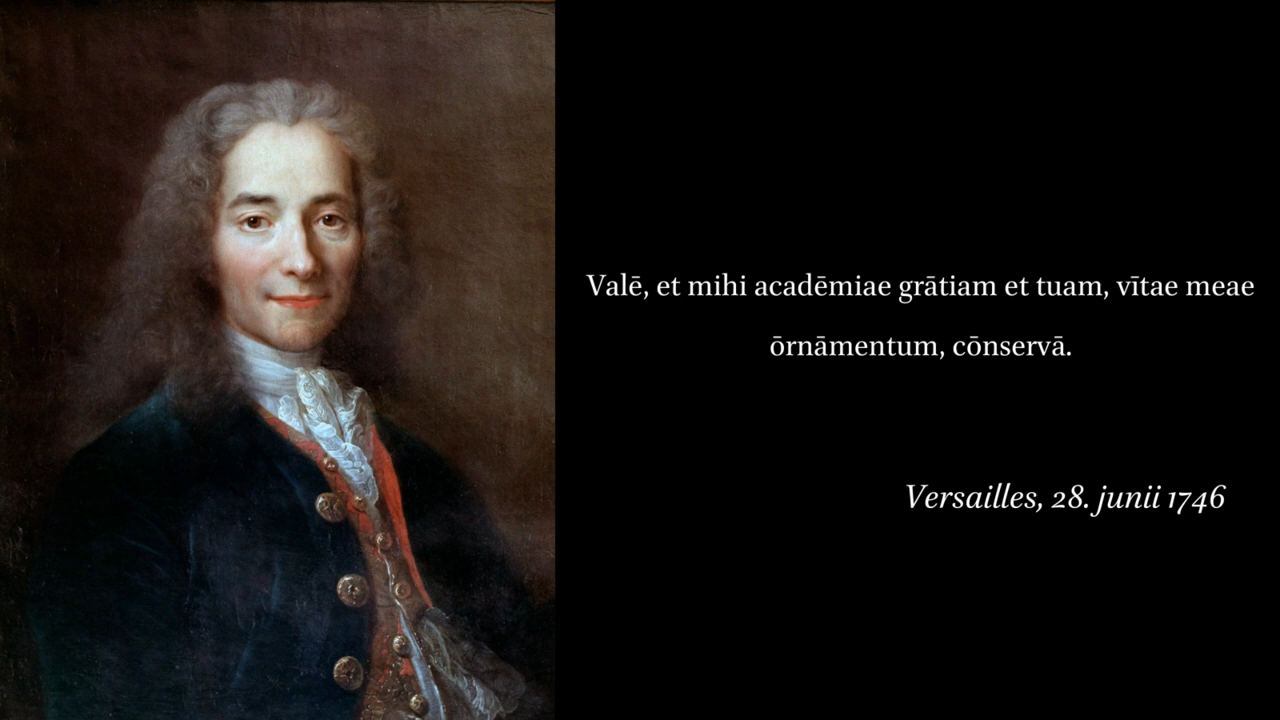 Valē, et mihi acadēmiae grātiam et tuam, vītae meae
ōrnāmentum, cōnservā.
Versailles, 28. junii 1746